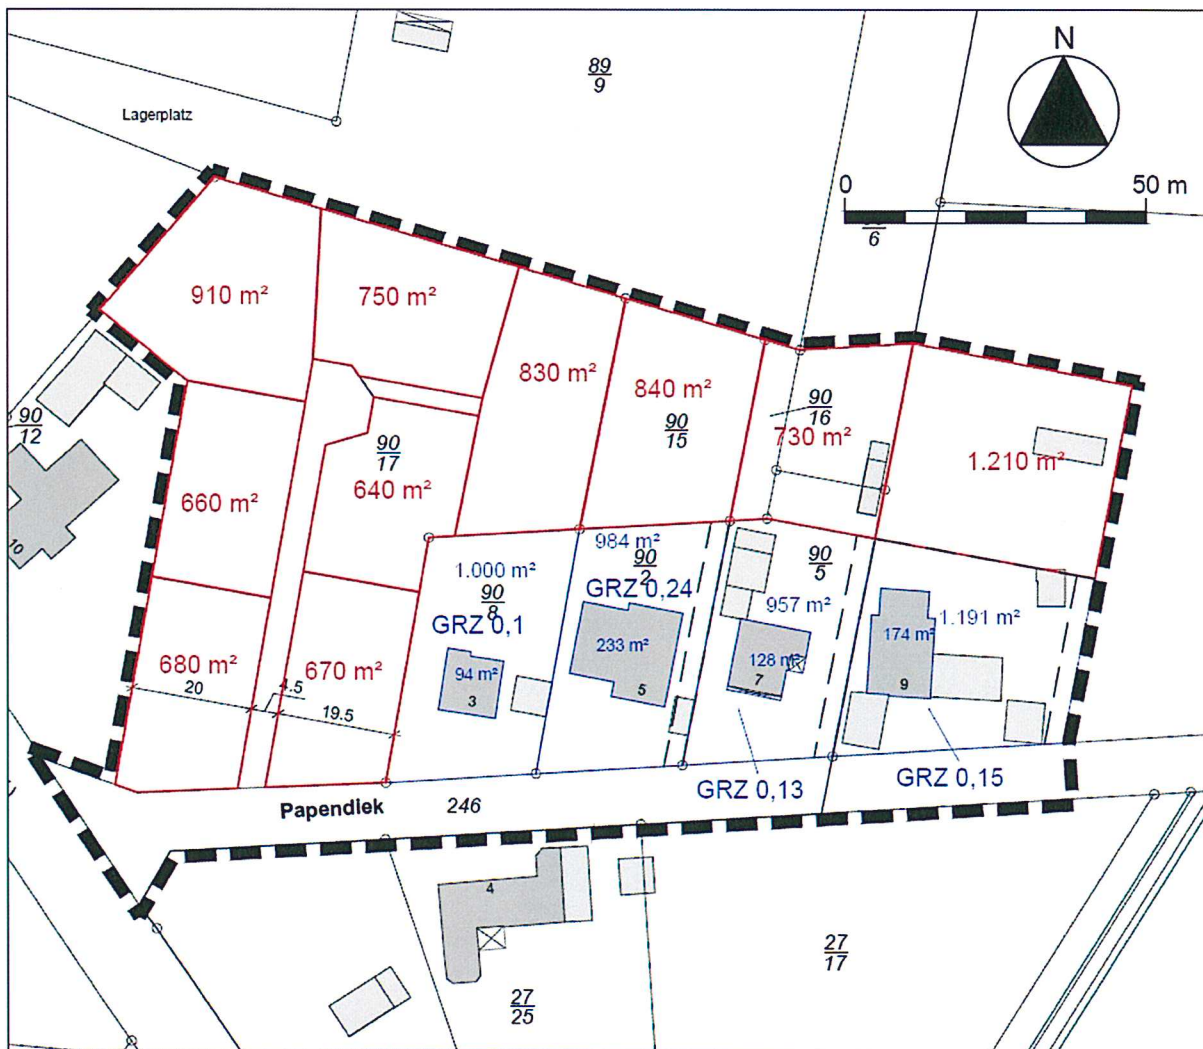 N
89
9
Lagerplatz
0 50 m
6
910 m²
750 m²
830 m²
840 m²
90
16
90
12
90
15
730 m²
90
17
1.210 m²
660 m²
640 m²
10
984 m²
90
2
90
5
1.000 m²
90
8
GRZ 0,24
957 m²
GRZ 0,1
1.191 m²
174 m²
233 m²
128 m²
680 m²
670 m²
94 m²
20
4.5
19.5
3
5
7
9
GRZ 0,13
GRZ 0,15
Papendiek 246
4
27
17
27
25